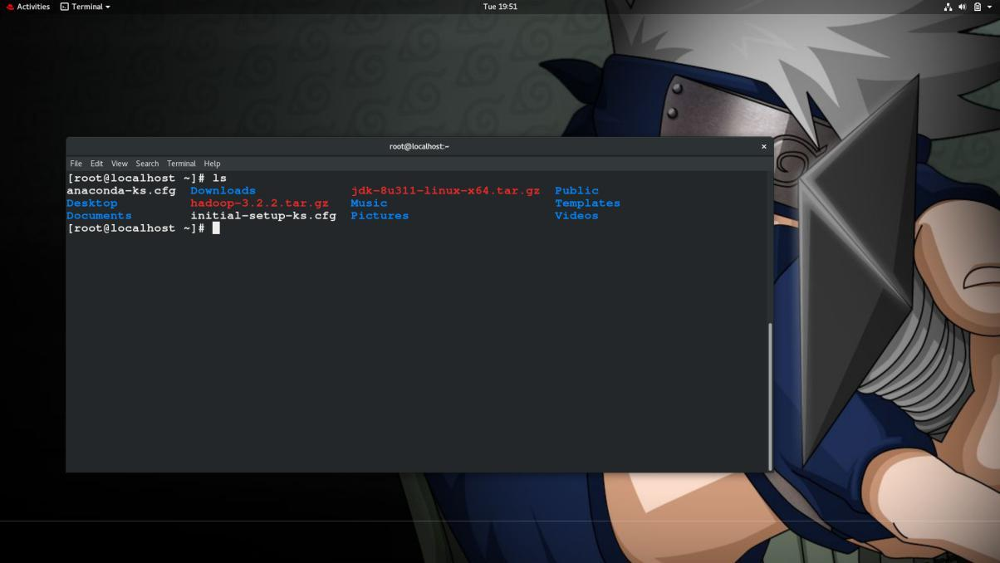 Activities Terminal Tue 19:51
root@localhost:~
File Edit View Search Terminal Help
[root@localhost ~]# ls
anaconda-ks.cfg Downloads jdk-8u311-linux-x64.tar.gz Public
Desktop hadoop-3.2.2.tar.gz Music Templates
Documents initial-setup-ks.cfg Pictures Videos
[root@localhost ~]#